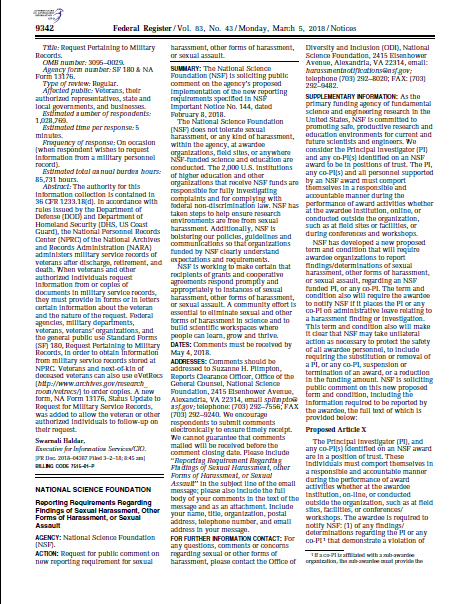 9342
Federal Register / Vol. 83, No. 43 / Monday, March 5, 2018 / Notices
Title: Request Pertaining to Military
Records.
OMB number: 3095–0029.
Agency form number: SF 180 & NA
Form 13176.
Type of review: Regular.
Affected public: Veterans, their
authorized representatives, state and
local governments, and businesses.
Estimated number of respondents:
1,028,769.
Estimated time per response: 5
minutes.
Frequency of response: On occasion
(when respondent wishes to request
information from a military personnel
record).
Estimated total annual burden hours:
85,731 hours.
Abstract: The authority for this
information collection is contained in
36 CFR 1233.18(d). In accordance with
rules issued by the Department of
Defense (DOD) and Department of
Homeland Security (DHS, US Coast
Guard), the National Personnel Records
Center (NPRC) of the National Archives
and Records Administration (NARA)
administers military service records of
veterans after discharge, retirement, and
death. When veterans and other
authorized individuals request
information from or copies of
documents in military service records,
they must provide in forms or in letters
certain information about the veteran
and the nature of the request. Federal
agencies, military departments,
veterans, veterans' organizations, and
the general public use Standard Forms
(SF) 180, Request Pertaining to Military
Records, in order to obtain information
from military service records stored at
NPRC. Veterans and next-of-kin of
deceased veterans can also use eVetRecs
(http://www.archives.gov/research_
room/vetrecs/) to order copies. A new
form, NA Form 13176, Status Update to
Request for Military Service Records,
was added to allow the veteran or other
authorized individuals to follow-up on
their request.
Swarnali Haldar,
Executive for Information Services/CIO.
[FR Doc. 2018–04387 Filed 3–2–18; 8:45 am]
BILLING CODE 7515–01–P
NATIONAL SCIENCE FOUNDATION
Reporting Requirements Regarding
Findings of Sexual Harassment, Other
Forms of Harassment, or Sexual
Assault
AGENCY: National Science Foundation
(NSF).
ACTION: Request for public comment on
new reporting requirement for sexual
harassment, other forms of harassment,
or sexual assault.
SUMMARY: The National Science
Foundation (NSF) is soliciting public
comment on the agency's proposed
implementation of the new reporting
requirements specified in NSF
Important Notice No. 144, dated
February 8, 2018.
The National Science Foundation
(NSF) does not tolerate sexual
harassment, or any kind of harassment,
within the agency, at awardee
organizations, field sites, or anywhere
NSF-funded science and education are
conducted. The 2,000 U.S. institutions
of higher education and other
organizations that receive NSF funds are
responsible for fully investigating
complaints and for complying with
federal non-discrimination law. NSF has
taken steps to help ensure research
environments are free from sexual
harassment. Additionally, NSF is
bolstering our policies, guidelines and
communications so that organizations
funded by NSF clearly understand
expectations and requirements.
NSF is working to make certain that
recipients of grants and cooperative
agreements respond promptly and
appropriately to instances of sexual
harassment, other forms of harassment,
or sexual assault. A community effort is
essential to eliminate sexual and other
forms of harassment in science and to
build scientific workspaces where
people can learn, grow and thrive.
DATES: Comments must be received by
May 4, 2018.
ADDRESSES: Comments should be
addressed to Suzanne H. Plimpton,
Reports Clearance Officer, Office of the
General Counsel, National Science
Foundation, 2415 Eisenhower Avenue,
Alexandria, VA 22314, email splimpto@
nsf.gov; telephone: (703) 292–7556; FAX
(703) 292–9240. We encourage
respondents to submit comments
electronically to ensure timely receipt.
We cannot guarantee that comments
mailed will be received before the
comment closing date. Please include
"Reporting Requirement Regarding
Findings of Sexual Harassment, other
Forms of Harassment, or Sexual
Assault" in the subject line of the email
message; please also include the full
body of your comments in the text of the
message and as an attachment. Include
your name, title, organization, postal
address, telephone number, and email
address in your message.
FOR FURTHER INFORMATION CONTACT: For
any questions, comments or concerns
regarding sexual or other forms of
harassment, please contact the Office of
Diversity and Inclusion (ODI), National
Science Foundation, 2415 Eisenhower
Avenue, Alexandria, VA 22314, email:
harassmentnotifications@nsf.gov;
telephone (703) 292–8020; FAX: (703)
292–9482.
SUPPLEMENTARY INFORMATION: As the
primary funding agency of fundamental
science and engineering research in the
United States, NSF is committed to
promoting safe, productive research and
education environments for current and
future scientists and engineers. We
consider the Principal Investigator (PI)
and any co-PI(s) identified on an NSF
award to be in positions of trust. The PI,
any co-PI(s) and all personnel supported
by an NSF award must comport
themselves in a responsible and
accountable manner during the
performance of award activities whether
at the awardee institution, online, or
conducted outside the organization,
such as at field sites or facilities, or
during conferences and workshops.
NSF has developed a new proposed
term and condition that will require
awardee organizations to report
findings/determinations of sexual
harassment, other forms of harassment,
or sexual assault, regarding an NSF
funded PI, or any co-PI. The term and
condition also will require the awardee
to notify NSF if it places the PI or any
co-PI on administrative leave relating to
a harassment finding or investigation.
This term and condition also will make
it clear that NSF may take unilateral
action as necessary to protect the safety
of all awardee personnel, to include
requiring the substitution or removal of
a PI, or any co-PI, suspension or
termination of an award, or a reduction
in the funding amount. NSF is soliciting
public comment on this new proposed
term and condition, including the
information required to be reported by
the awardee, the full text of which is
provided below:
Proposed Article X
The Principal Investigator (PI), and
any co-PI(s) identified on an NSF award
are in a position of trust. These
individuals must comport themselves in
a responsible and accountable manner
during the performance of award
activities whether at the awardee
institution, on-line, or conducted
outside the organization, such as at field
sites, facilities, or conferences/
workshops. The awardee is required to
notify NSF: (1) of any findings/
determinations regarding the PI or any
co-PI 1 that demonstrate a violation of
1 If a co-PI is affiliated with a sub-awardee
organization, the sub-awardee must provide the